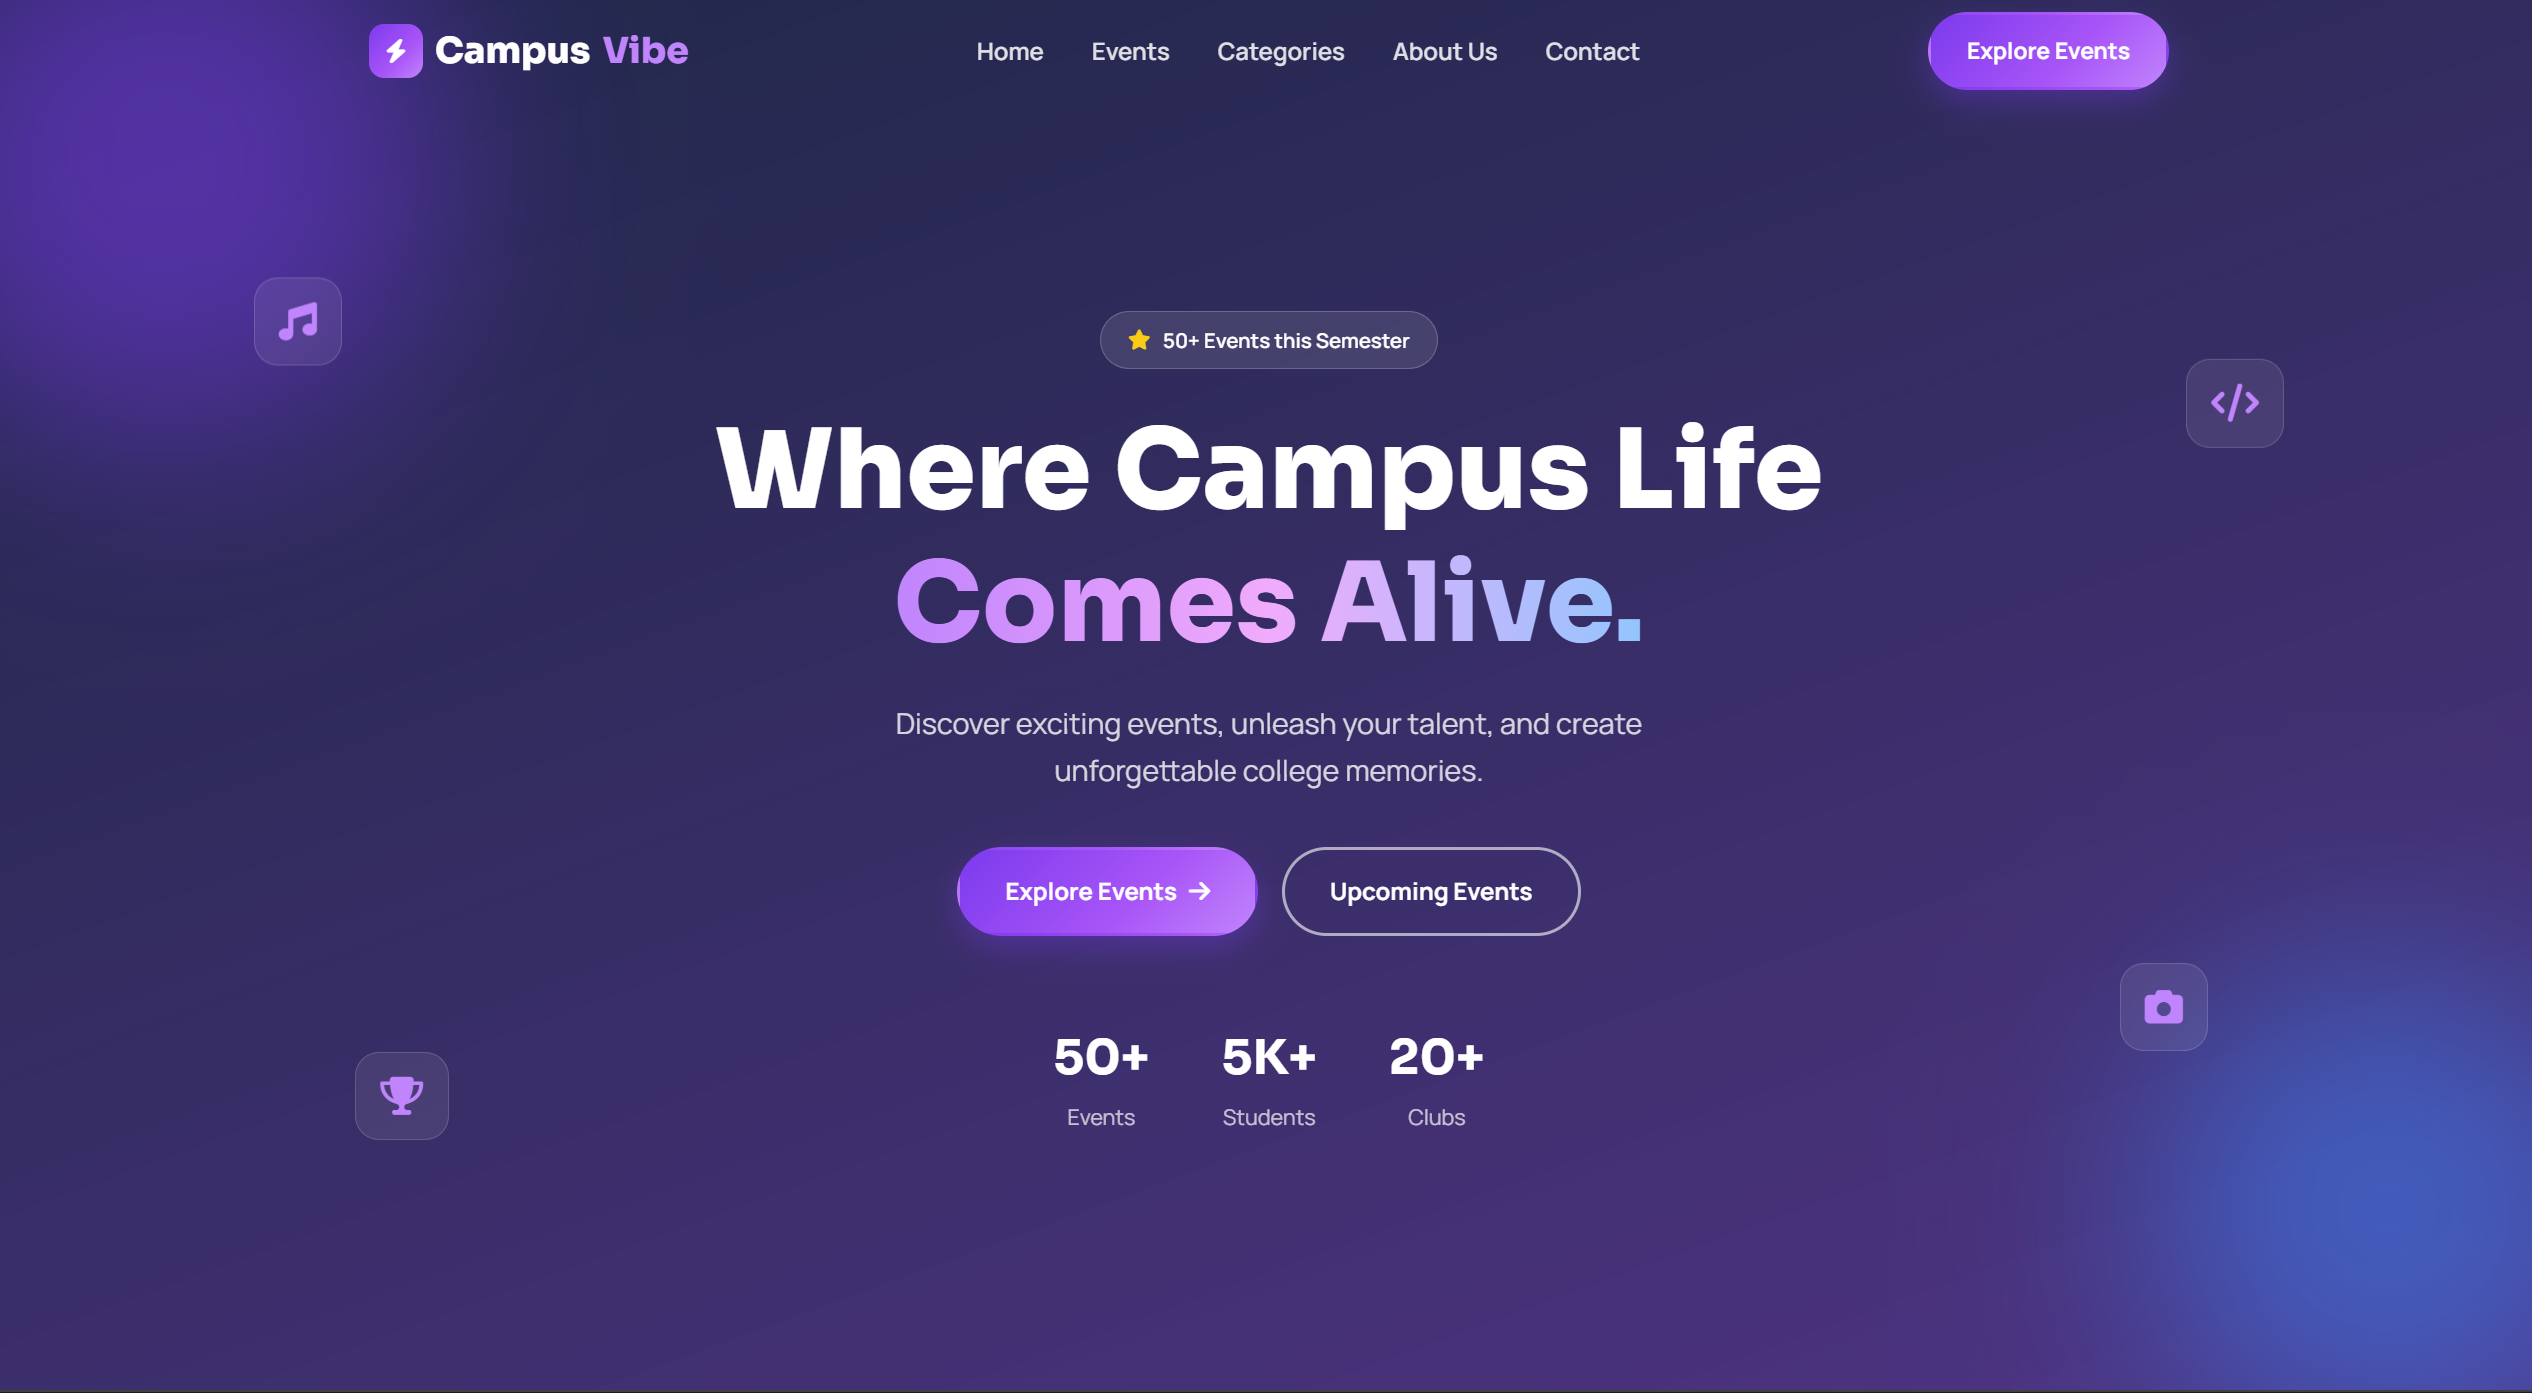 Campus Vibe
Home
Events
Categories
About Us
Contact
Explore Events
50+ Events this Semester
Where Campus Life
Comes Alive.
Discover exciting events, unleash your talent, and create
unforgettable college memories.
Explore Events →
Upcoming Events
50+
Events
5K+
Students
20+
Clubs